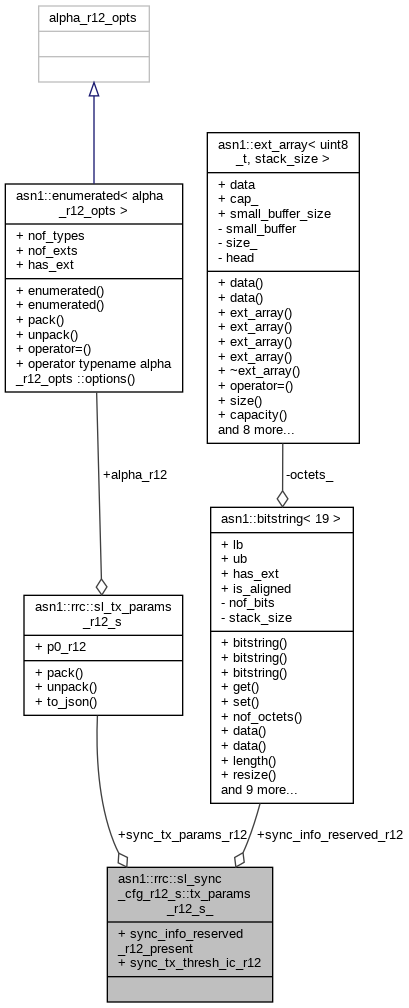 alpha_r12_opts
asn1::ext_array< uint8
_t, stack_size >
+ data
+ cap_
+ small_buffer_size
- small_buffer
- size_
- head
+ data()
+ data()
+ ext_array()
+ ext_array()
+ ext_array()
+ ext_array()
+ ~ext_array()
+ operator=()
+ size()
+ capacity()
and 8 more...
asn1::enumerated< alpha
_r12_opts >
+ nof_types
+ nof_exts
+ has_ext
+ enumerated()
+ enumerated()
+ pack()
+ unpack()
+ operator=()
+ operator typename alpha
_r12_opts ::options()
+alpha_r12
-octets_
asn1::bitstring< 19 >
+ lb
+ ub
+ has_ext
+ is_aligned
- nof_bits
- stack_size
+ bitstring()
+ bitstring()
+ bitstring()
+ get()
+ set()
+ nof_octets()
+ data()
+ data()
+ length()
+ resize()
and 9 more...
asn1::rrc::sl_tx_params
_r12_s
+ p0_r12
+ pack()
+ unpack()
+ to_json()
+sync_tx_params_r12
+sync_info_reserved_r12
asn1::rrc::sl_sync
_cfg_r12_s::tx_params
_r12_s_
+ sync_info_reserved
_r12_present
+ sync_tx_thresh_ic_r12